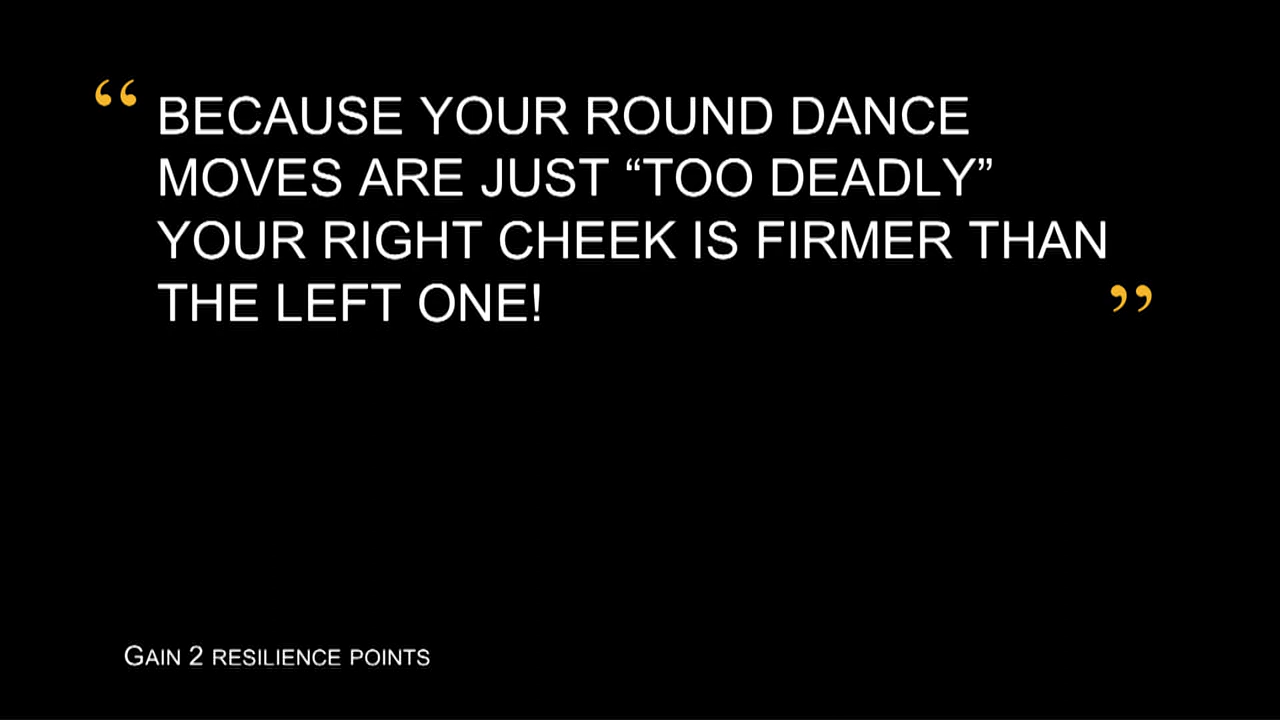 “BECAUSE YOUR ROUND DANCE
MOVES ARE JUST “TOO DEADLY”
YOUR RIGHT CHEEK IS FIRMER THAN
THE LEFT ONE!”
GAIN 2 RESILIENCE POINTS